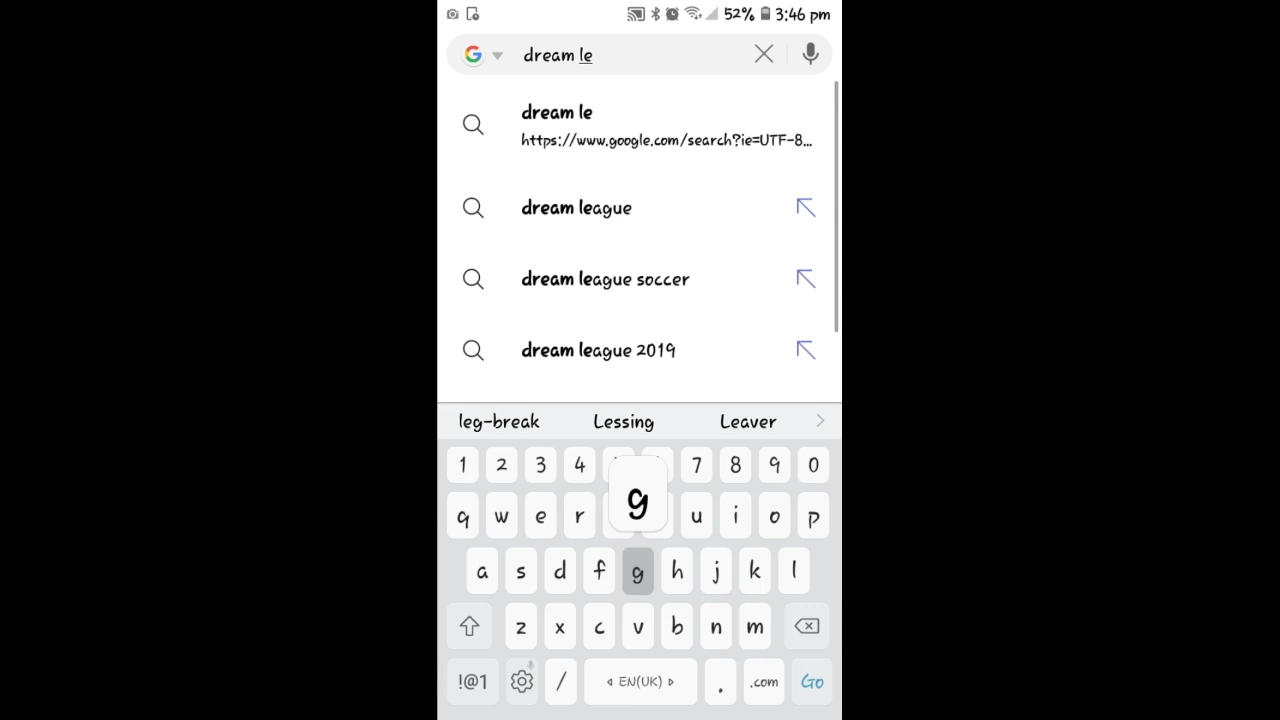 52% 3:46 pm
dream le
dream le
https://www.google.com/search?ie=UTF-8...
dream league
dream league soccer
dream league 2019
leg-break Lessing Leaver
1 2 3 4 7 8 9 0
q w e r u i o p
g
a s d f g h j k l
z x c v b n m
!@1 / EN(UK) . .com Go